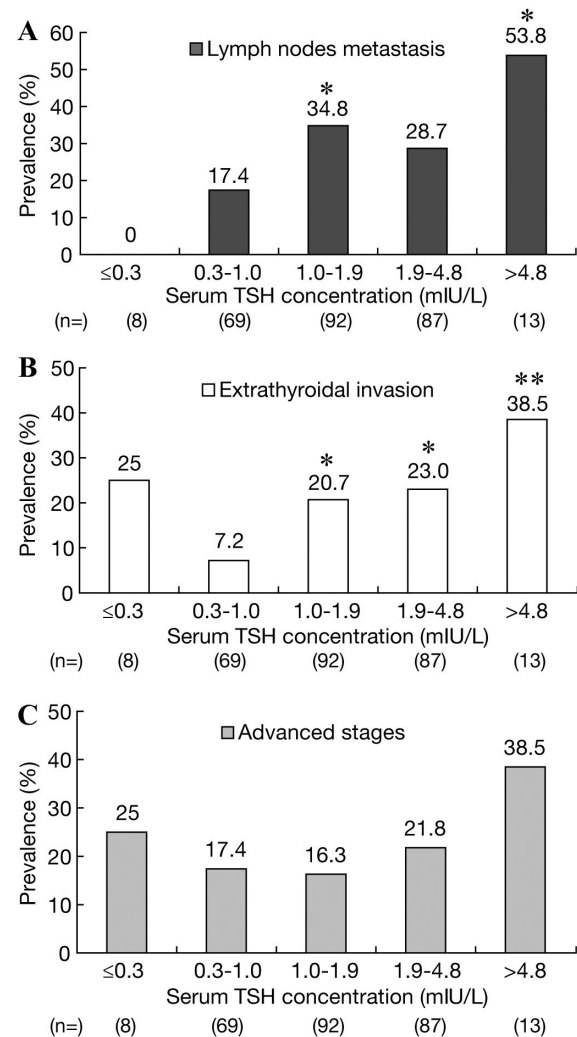 A
Prevalence (%)
60
50
40
30
20
10
0
Lymph nodes metastasis
0
17.4
*
34.8
28.7
*
53.8
≤0.3 0.3-1.0 1.0-1.9 1.9-4.8 >4.8
Serum TSH concentration (mIU/L)
(n=) (8) (69) (92) (87) (13)
B
Prevalence (%)
50
40
30
20
10
0
Extrathyroidal invasion
25
7.2
*
20.7
*
23.0
**
38.5
≤0.3 0.3-1.0 1.0-1.9 1.9-4.8 >4.8
Serum TSH concentration (mIU/L)
(n=) (8) (69) (92) (87) (13)
C
Prevalence (%)
50
40
30
20
10
0
Advanced stages
25
17.4
16.3
21.8
38.5
≤0.3 0.3-1.0 1.0-1.9 1.9-4.8 >4.8
Serum TSH concentration (mIU/L)
(n=) (8) (69) (92) (87) (13)